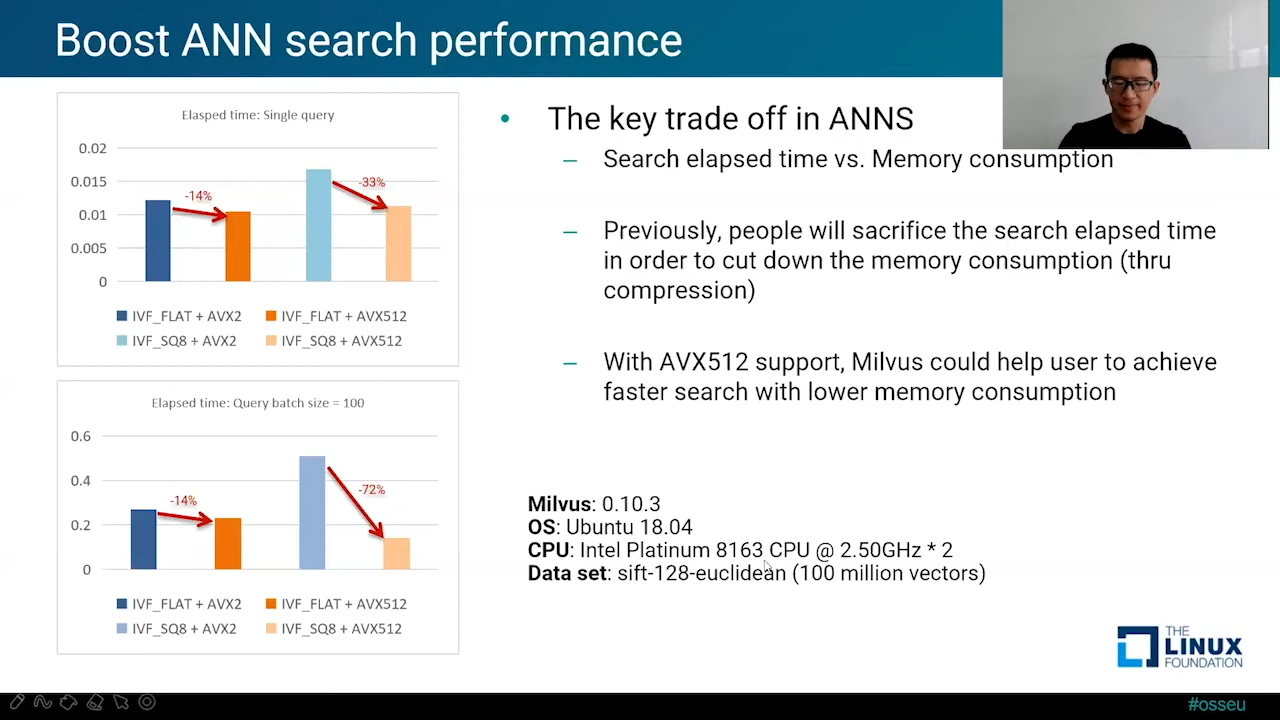 Boost ANN search performance
Elasped time: Single query
0.02
0.015
0.01
0.005
0
-14%
-33%
IVF_FLAT + AVX2
IVF_FLAT + AVX512
IVF_SQ8 + AVX2
IVF_SQ8 + AVX512
Elapsed time: Query batch size = 100
0.6
0.4
0.2
0
-14%
-72%
IVF_FLAT + AVX2
IVF_FLAT + AVX512
IVF_SQ8 + AVX2
IVF_SQ8 + AVX512
• The key trade off in ANNS
– Search elapsed time vs. Memory consumption
– Previously, people will sacrifice the search elapsed time
in order to cut down the memory consumption (thru
compression)
– With AVX512 support, Milvus could help user to achieve
faster search with lower memory consumption
Milvus: 0.10.3
OS: Ubuntu 18.04
CPU: Intel Platinum 8163 CPU @ 2.50GHz * 2
Data set: sift-128-euclidean (100 million vectors)
THE
LINUX
FOUNDATION
#osseu